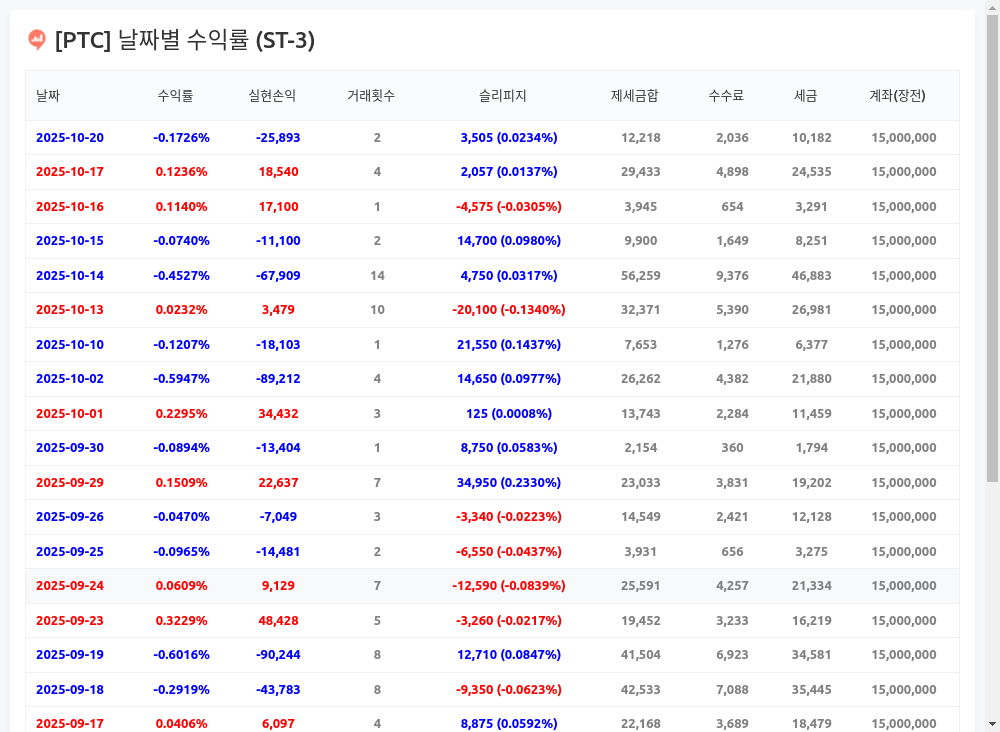 [PTC] 날짜별 수익률 (ST-3)
날짜 수익률 실현손익 거래횟수 슬리피지 제세금합 수수료 세금 계좌(장전)
2025-10-20 -0.1726% -25,893 2 3,505 (0.0234%) 12,218 2,036 10,182 15,000,000
2025-10-17 0.1236% 18,540 4 2,057 (0.0137%) 29,433 4,898 24,535 15,000,000
2025-10-16 0.1140% 17,100 1 -4,575 (-0.0305%) 3,945 654 3,291 15,000,000
2025-10-15 -0.0740% -11,100 2 14,700 (0.0980%) 9,900 1,649 8,251 15,000,000
2025-10-14 -0.4527% -67,909 14 4,750 (0.0317%) 56,259 9,376 46,883 15,000,000
2025-10-13 0.0232% 3,479 10 -20,100 (-0.1340%) 32,371 5,390 26,981 15,000,000
2025-10-10 -0.1207% -18,103 1 21,550 (0.1437%) 7,653 1,276 6,377 15,000,000
2025-10-02 -0.5947% -89,212 4 14,650 (0.0977%) 26,262 4,382 21,880 15,000,000
2025-10-01 0.2295% 34,432 3 125 (0.0008%) 13,743 2,284 11,459 15,000,000
2025-09-30 -0.0894% -13,404 1 8,750 (0.0583%) 2,154 360 1,794 15,000,000
2025-09-29 0.1509% 22,637 7 34,950 (0.2330%) 23,033 3,831 19,202 15,000,000
2025-09-26 -0.0470% -7,049 3 -3,340 (-0.0223%) 14,549 2,421 12,128 15,000,000
2025-09-25 -0.0965% -14,481 2 -6,550 (-0.0437%) 3,931 656 3,275 15,000,000
2025-09-24 0.0609% 9,129 7 -12,590 (-0.0839%) 25,591 4,257 21,334 15,000,000
2025-09-23 0.3229% 48,428 5 -3,260 (-0.0217%) 19,452 3,233 16,219 15,000,000
2025-09-19 -0.6016% -90,244 8 12,710 (0.0847%) 41,504 6,923 34,581 15,000,000
2025-09-18 -0.2919% -43,783 8 -9,350 (-0.0623%) 42,533 7,088 35,445 15,000,000
2025-09-17 0.0406% 6,097 4 8,875 (0.0592%) 22,168 3,689 18,479 15,000,000